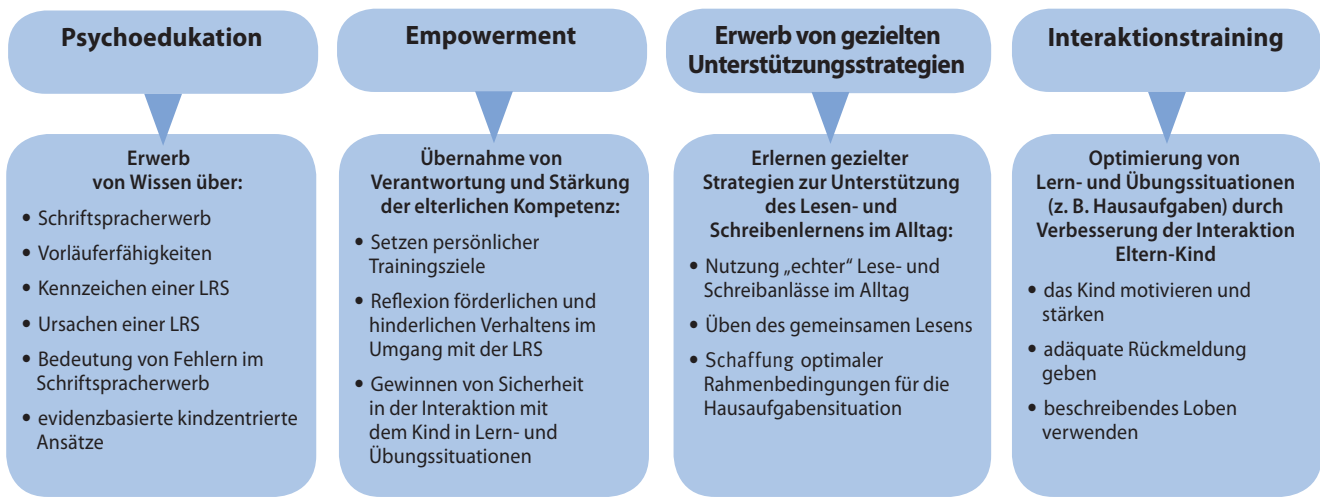 Psychoedukation
Erwerb
von Wissen über:
• Schriftspracherwerb
• Vorläuferfähigkeiten
• Kennzeichen einer LRS
• Ursachen einer LRS
• Bedeutung von Fehlern im
Schriftspracherwerb
• evidenzbasierte kindzentrierte
Ansätze
Empowerment
Übernahme von
Verantwortung und Stärkung
der elterlichen Kompetenz:
• Setzen persönlicher
Trainingsziele
• Reflexion förderlichen und
hinderlichen Verhaltens im
Umgang mit der LRS
• Gewinnen von Sicherheit
in der Interaktion mit
dem Kind in Lern- und
Übungssituationen
Erwerb von gezielten
Unterstützungsstrategien
Erlernen gezielter
Strategien zur Unterstützung
des Lesen- und
Schreibenlernens im Alltag:
• Nutzung „echter“ Lese- und
Schreibanlässe im Alltag
• Üben des gemeinsamen Lesens
• Schaffung optimaler
Rahmenbedingungen für die
Hausaufgabensituation
Interaktionstraining
Optimierung von
Lern- und Übungssituationen
(z. B. Hausaufgaben) durch
Verbesserung der Interaktion
Eltern-Kind
• das Kind motivieren und
stärken
• adäquate Rückmeldung
geben
• beschreibendes Loben
verwenden